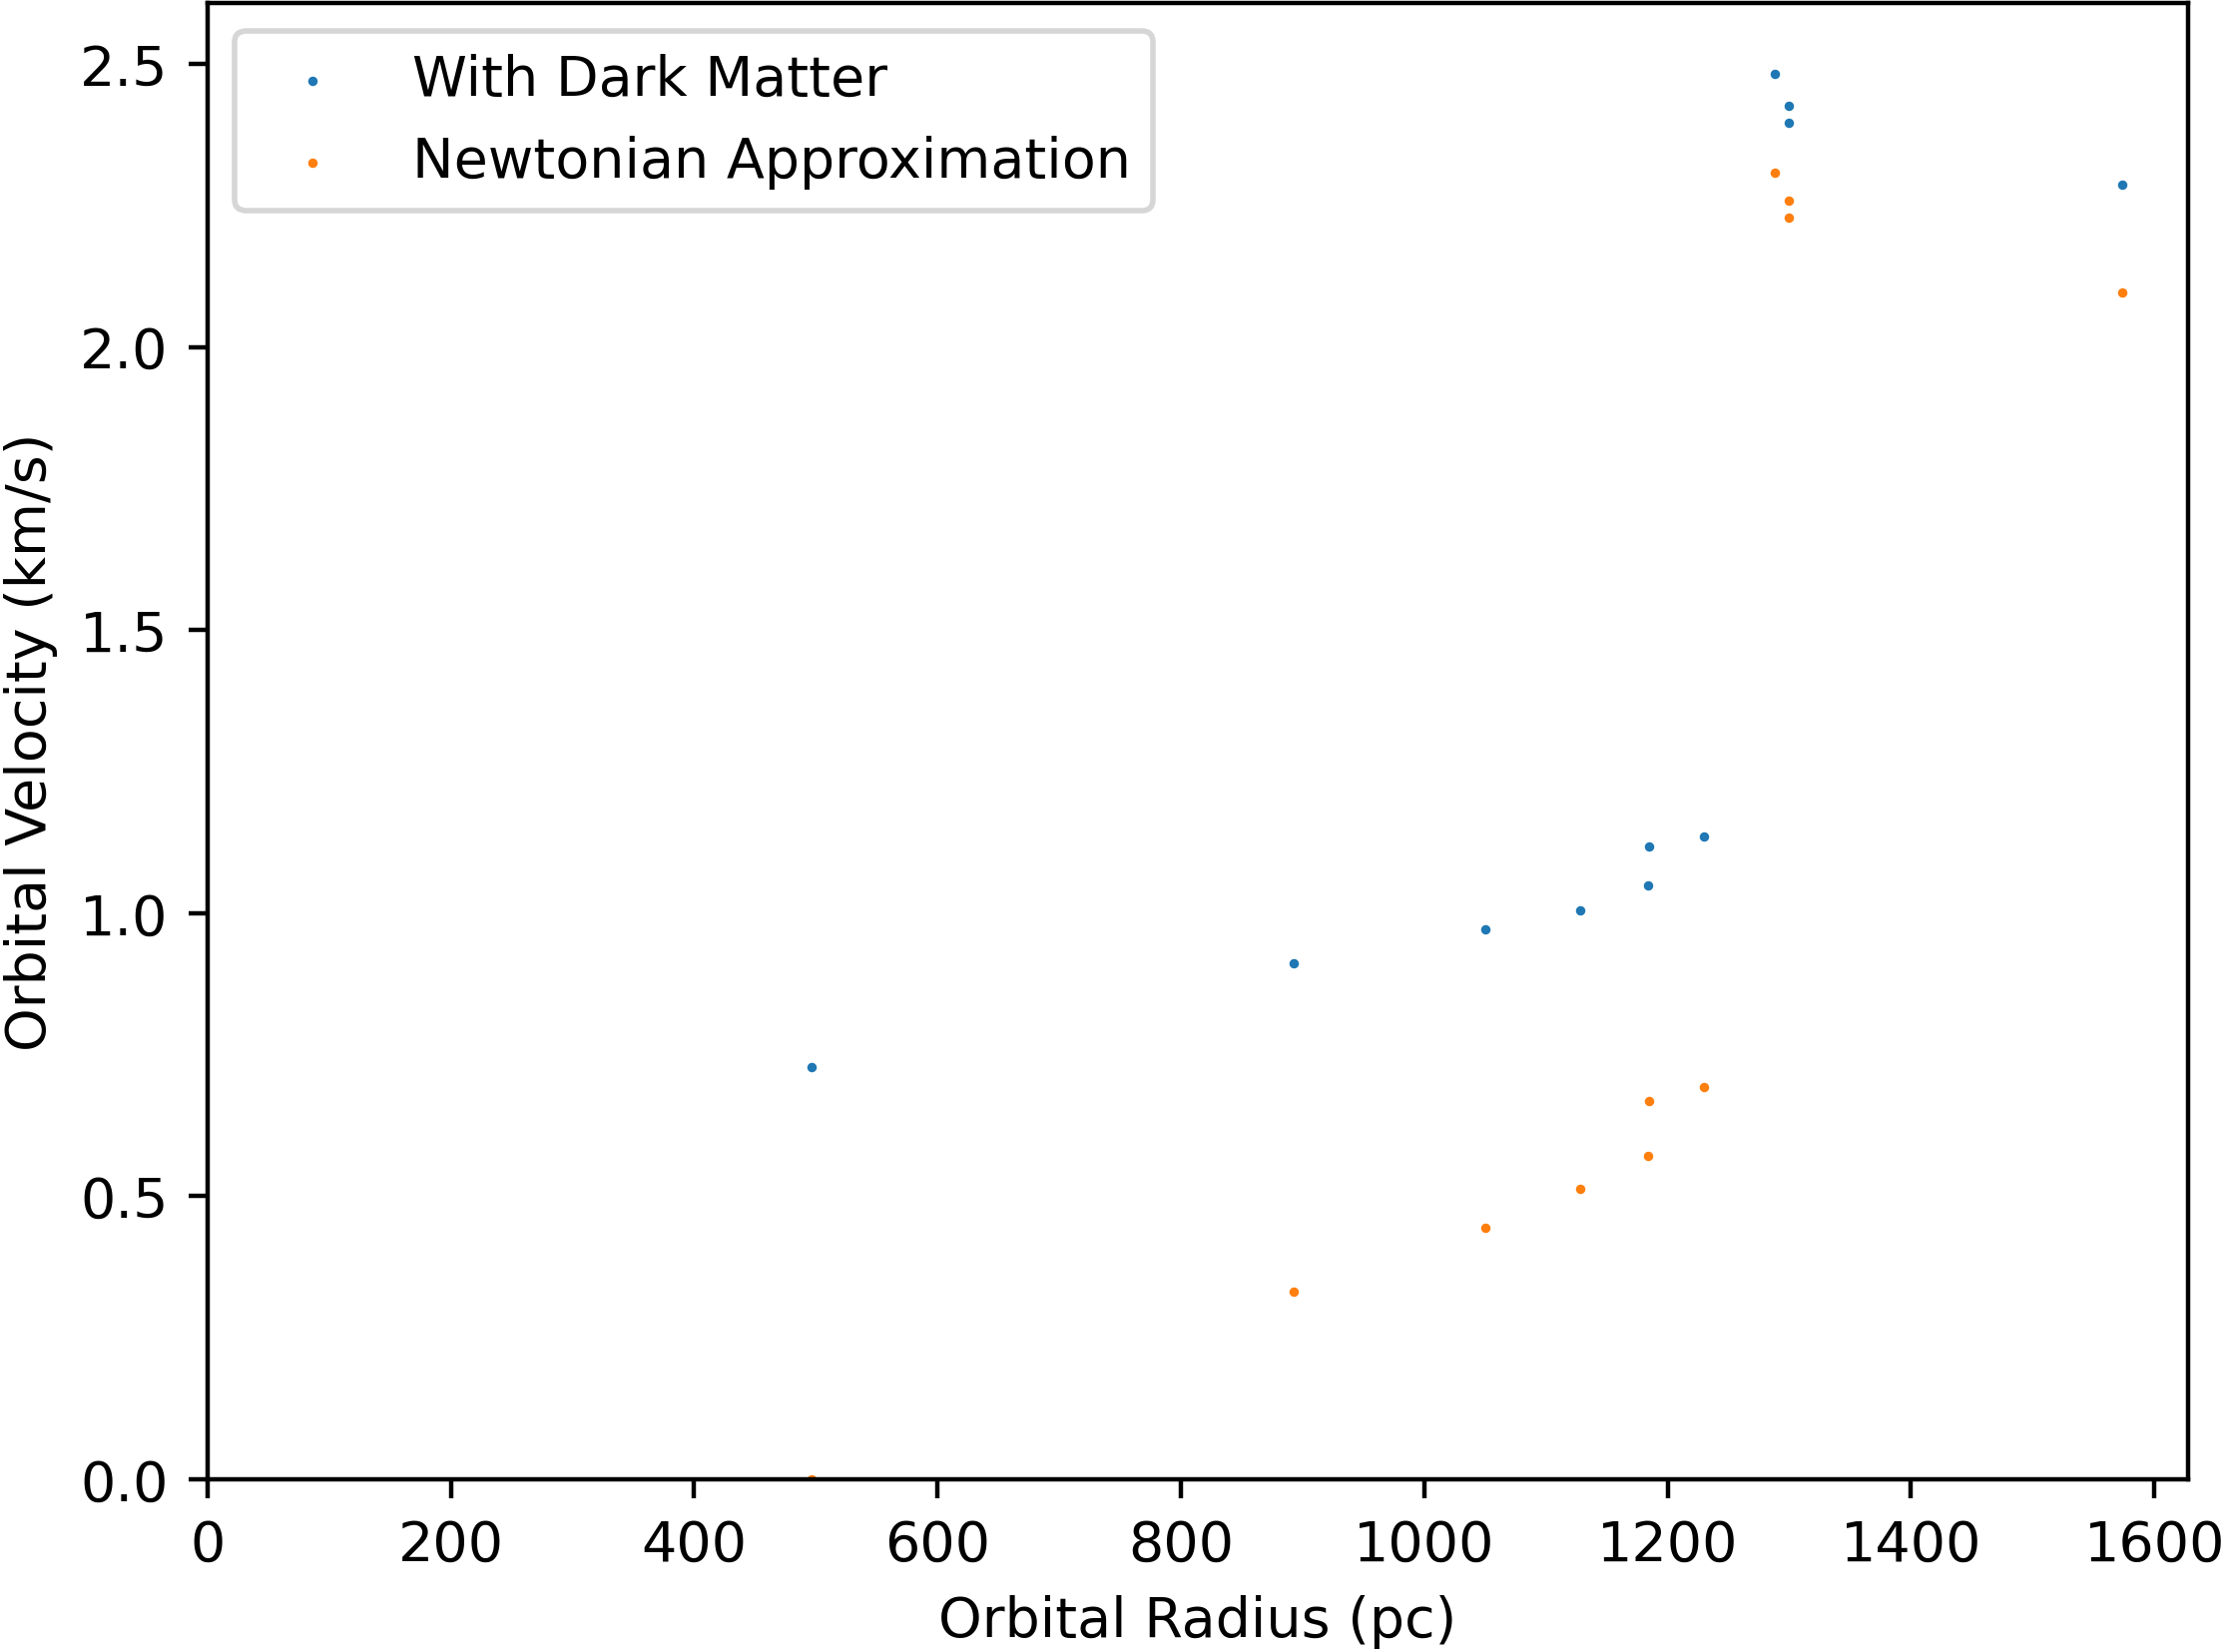 With Dark Matter
Newtonian Approximation
2.5
2.0
1.5
1.0
0.5
0.0
Orbital Velocity (km/s)
0 200 400 600 800 1000 1200 1400 1600
Orbital Radius (pc)